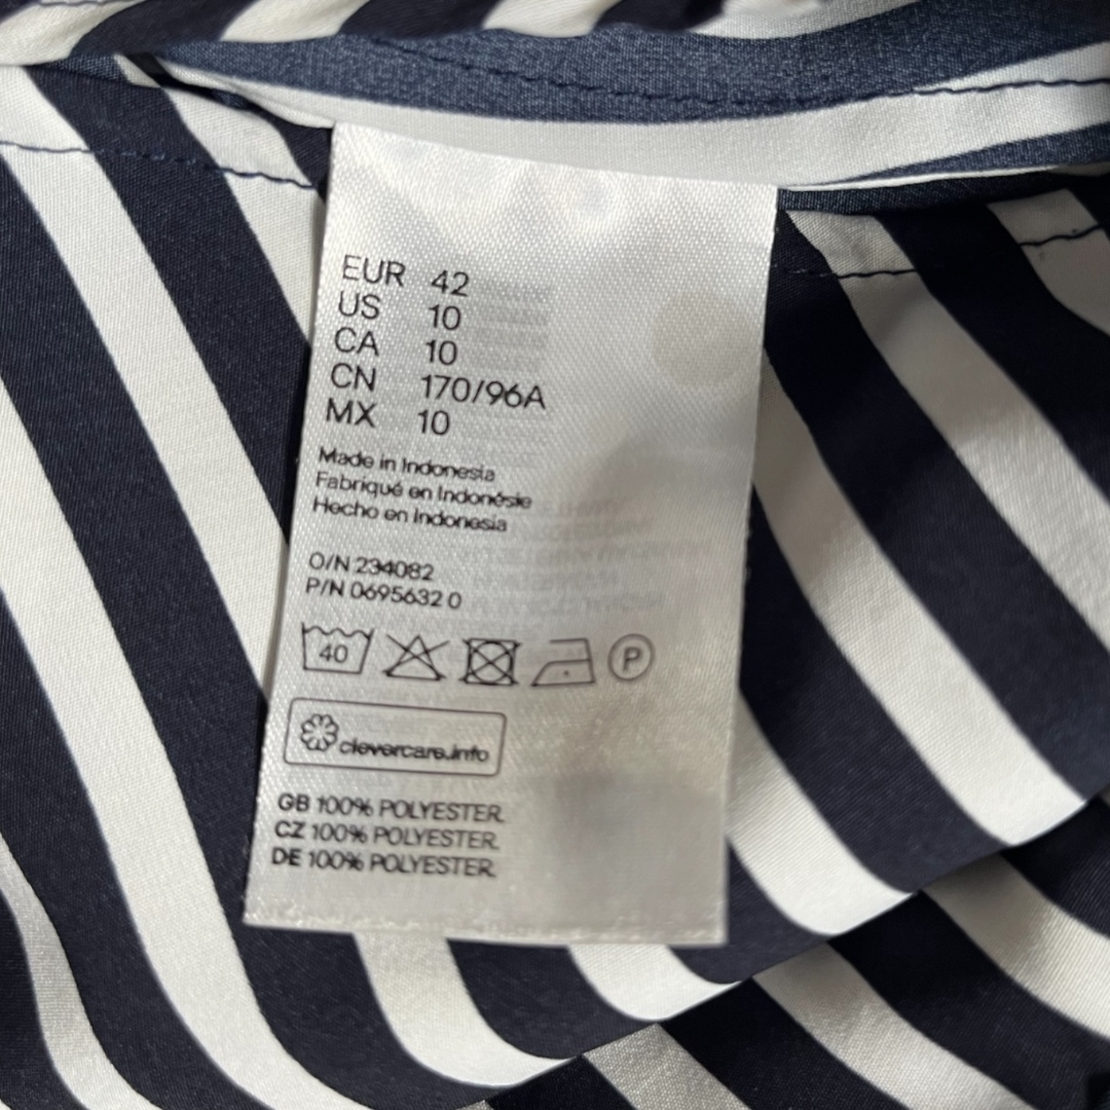 EUR 42
US 10
CA 10
CN 170/96A
MX 10
Made in Indonesia
Fabriqué en Indonésie
Hecho en Indonesia
O/N 234082
P/N 0695632 0
40
P
clevercare.info
GB 100% POLYESTER
CZ 100% POLYESTER
DE 100% POLYESTER